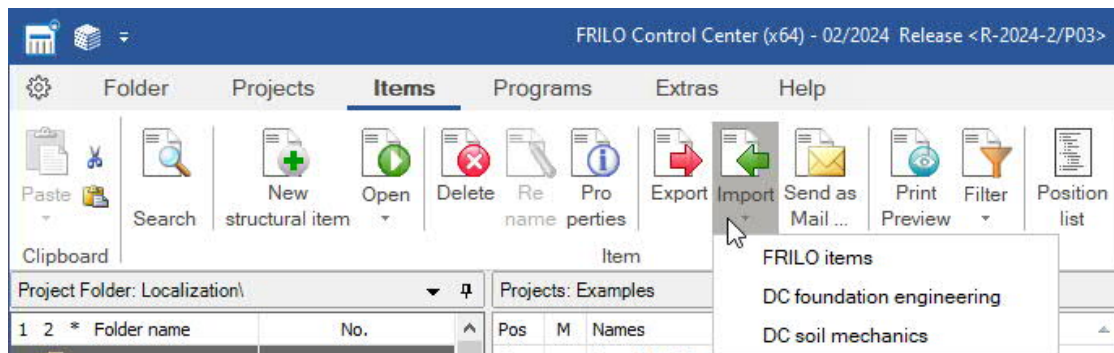 FRILO Control Center (x64) - 02/2024 Release <R-2024-2/P03>
Folder Projects Items Programs Extras Help
Paste Search New structural item Open Delete Re name Pro perties Export Import Send as Mail ... Print Preview Filter Position list
Clipboard Item
FRILO items
DC foundation engineering
DC soil mechanics
Project Folder: Localization\ Projects: Examples
1 2 * Folder name No. Pos M Names